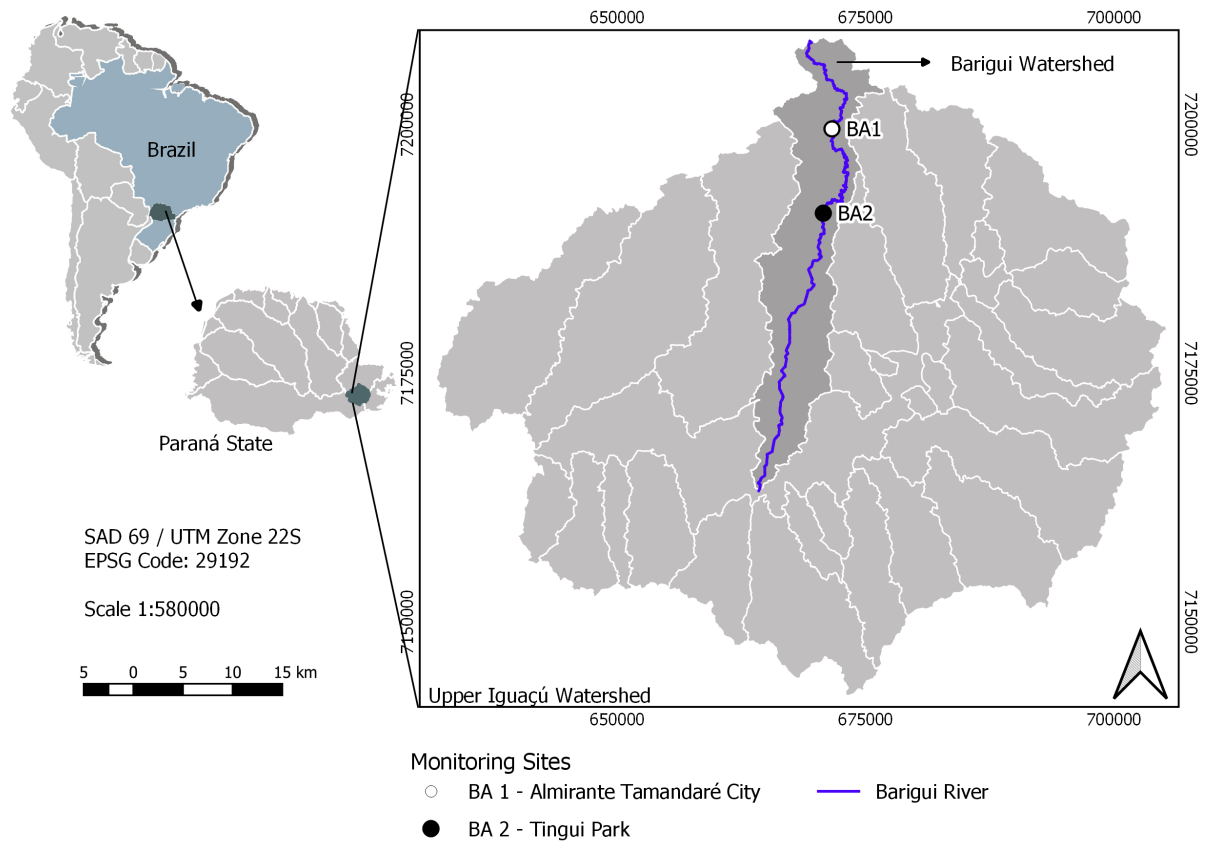 650000 675000 700000
Barigui Watershed
7200000
7200000
Brazil
BA1
BA2
7175000
7175000
Paraná State
SAD 69 / UTM Zone 22S
EPSG Code: 29192
Scale 1:580000
7150000
7150000
5 0 5 10 15 km
Upper Iguaçú Watershed
650000 675000 700000
Monitoring Sites
BA 1 - Almirante Tamandaré City
Barigui River
BA 2 - Tingui Park